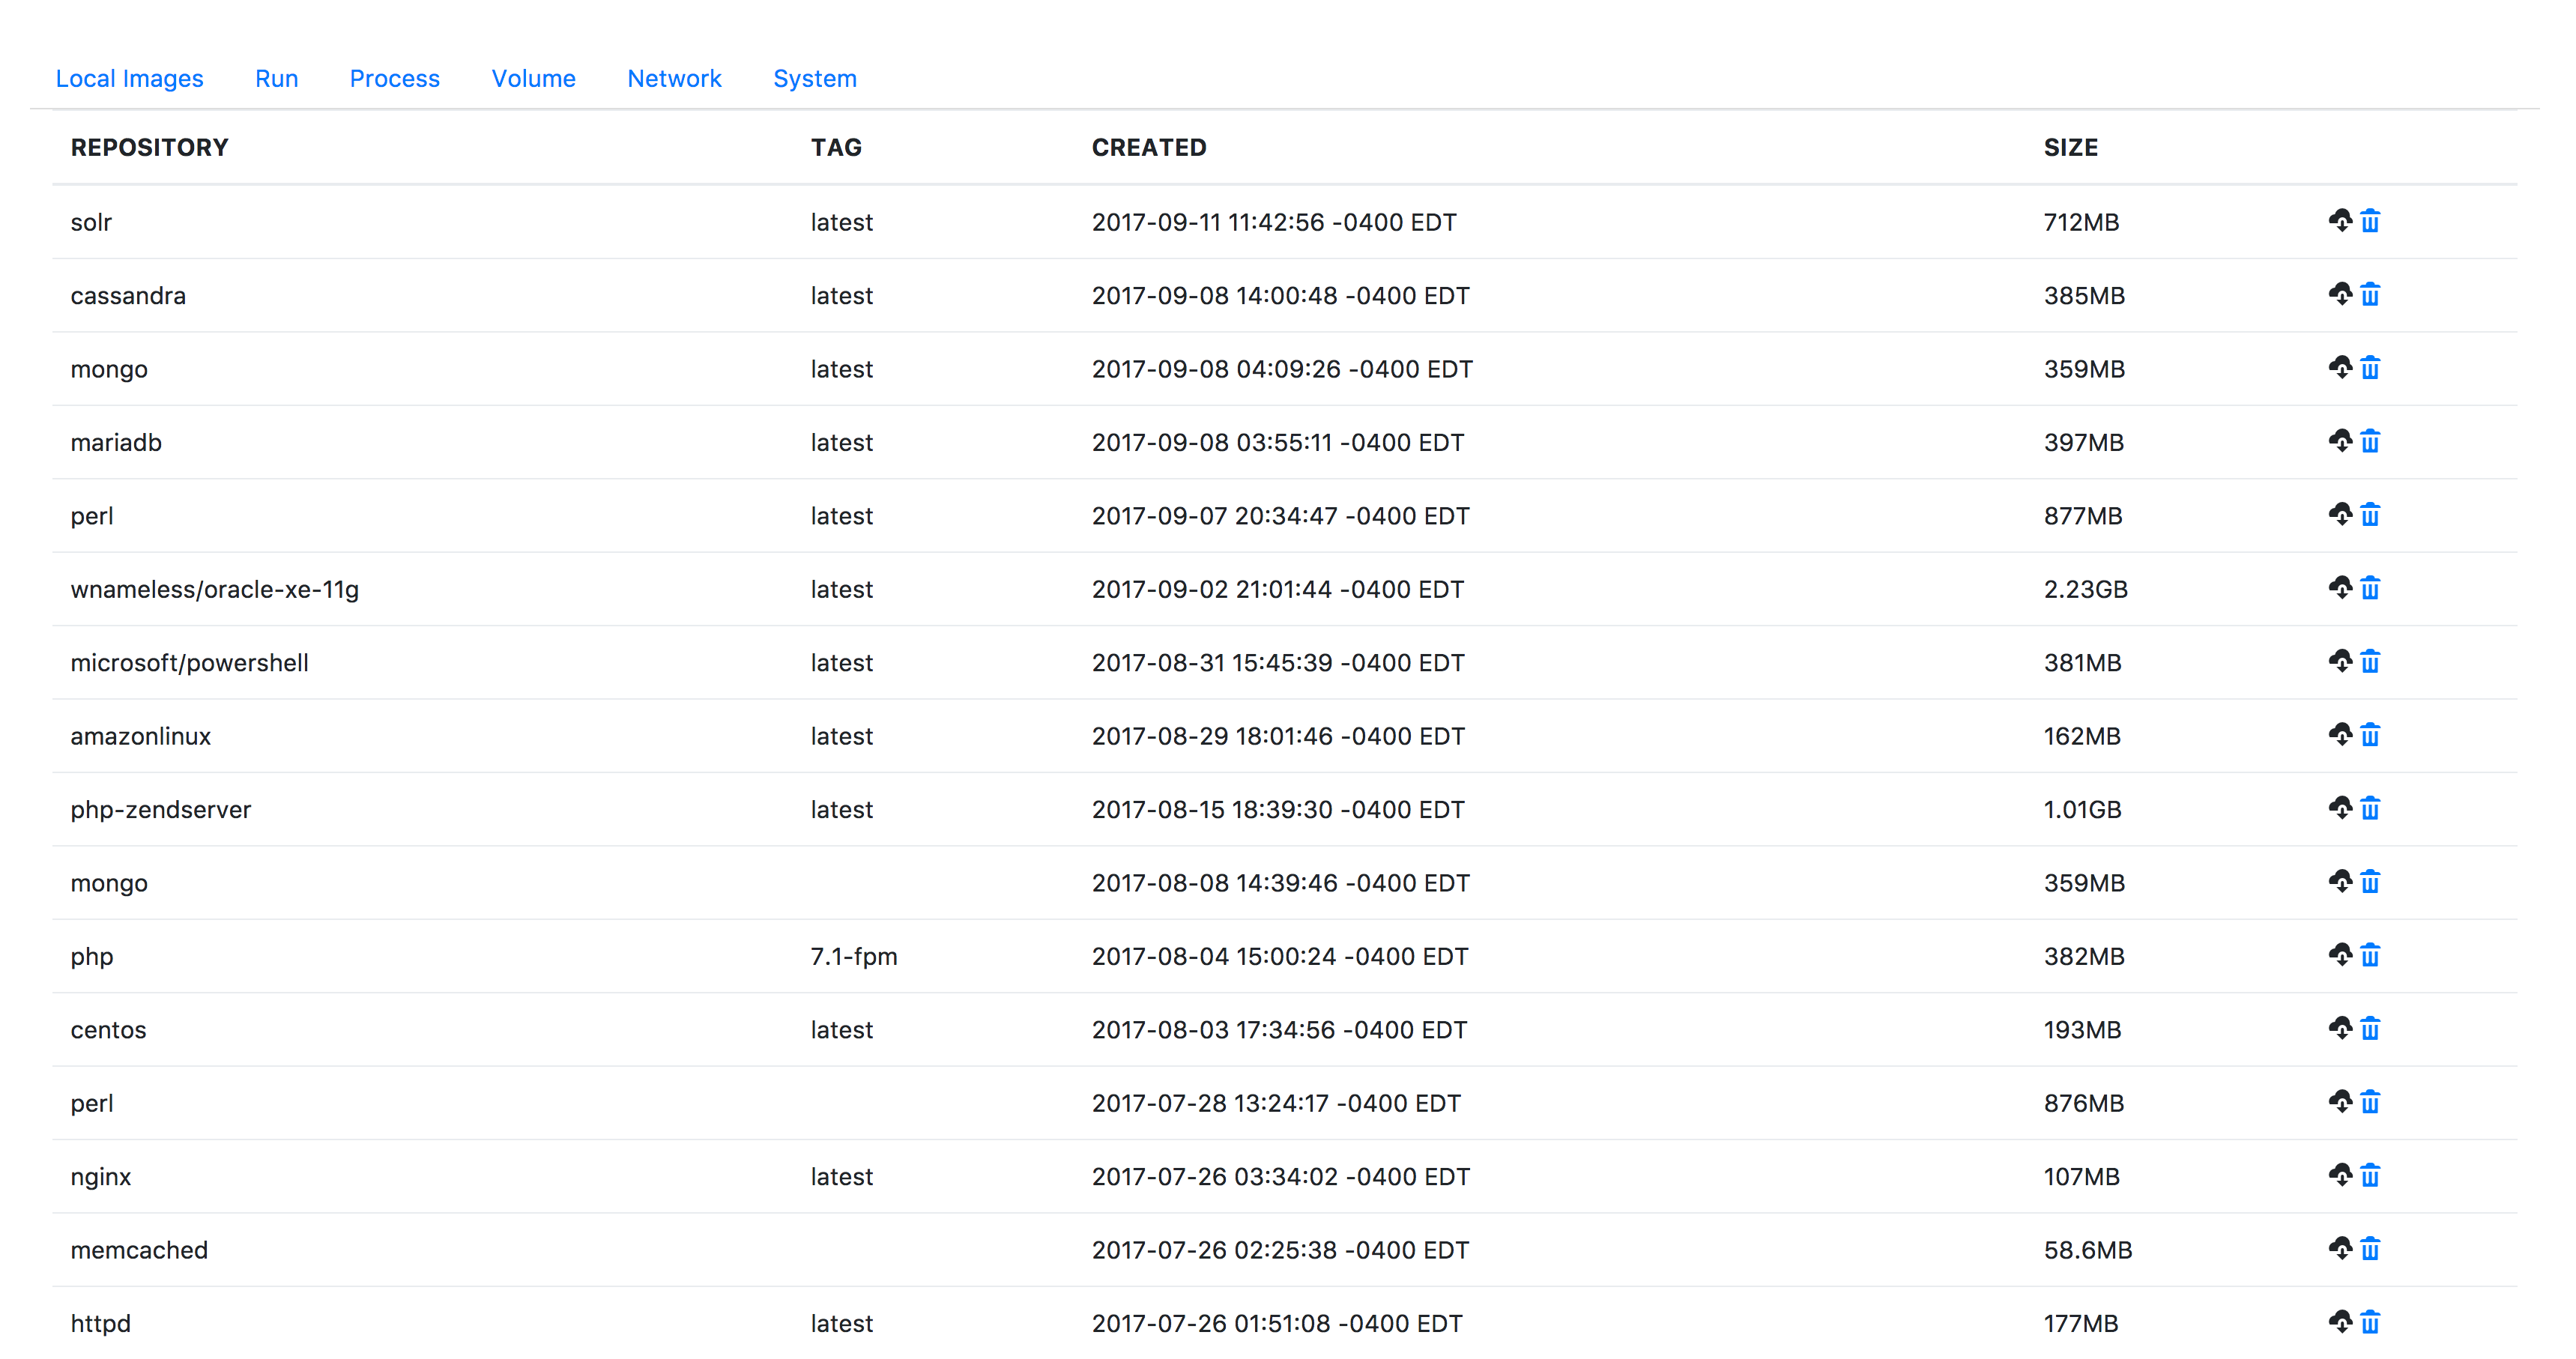 Local Images Run Process Volume Network System
REPOSITORY TAG CREATED SIZE
solr latest 2017-09-11 11:42:56 -0400 EDT 712MB
cassandra latest 2017-09-08 14:00:48 -0400 EDT 385MB
mongo latest 2017-09-08 04:09:26 -0400 EDT 359MB
mariadb latest 2017-09-08 03:55:11 -0400 EDT 397MB
perl latest 2017-09-07 20:34:47 -0400 EDT 877MB
wnameless/oracle-xe-11g latest 2017-09-02 21:01:44 -0400 EDT 2.23GB
microsoft/powershell latest 2017-08-31 15:45:39 -0400 EDT 381MB
amazonlinux latest 2017-08-29 18:01:46 -0400 EDT 162MB
php-zendserver latest 2017-08-15 18:39:30 -0400 EDT 1.01GB
mongo 2017-08-08 14:39:46 -0400 EDT 359MB
php 7.1-fpm 2017-08-04 15:00:24 -0400 EDT 382MB
centos latest 2017-08-03 17:34:56 -0400 EDT 193MB
perl 2017-07-28 13:24:17 -0400 EDT 876MB
nginx latest 2017-07-26 03:34:02 -0400 EDT 107MB
memcached 2017-07-26 02:25:38 -0400 EDT 58.6MB
httpd latest 2017-07-26 01:51:08 -0400 EDT 177MB